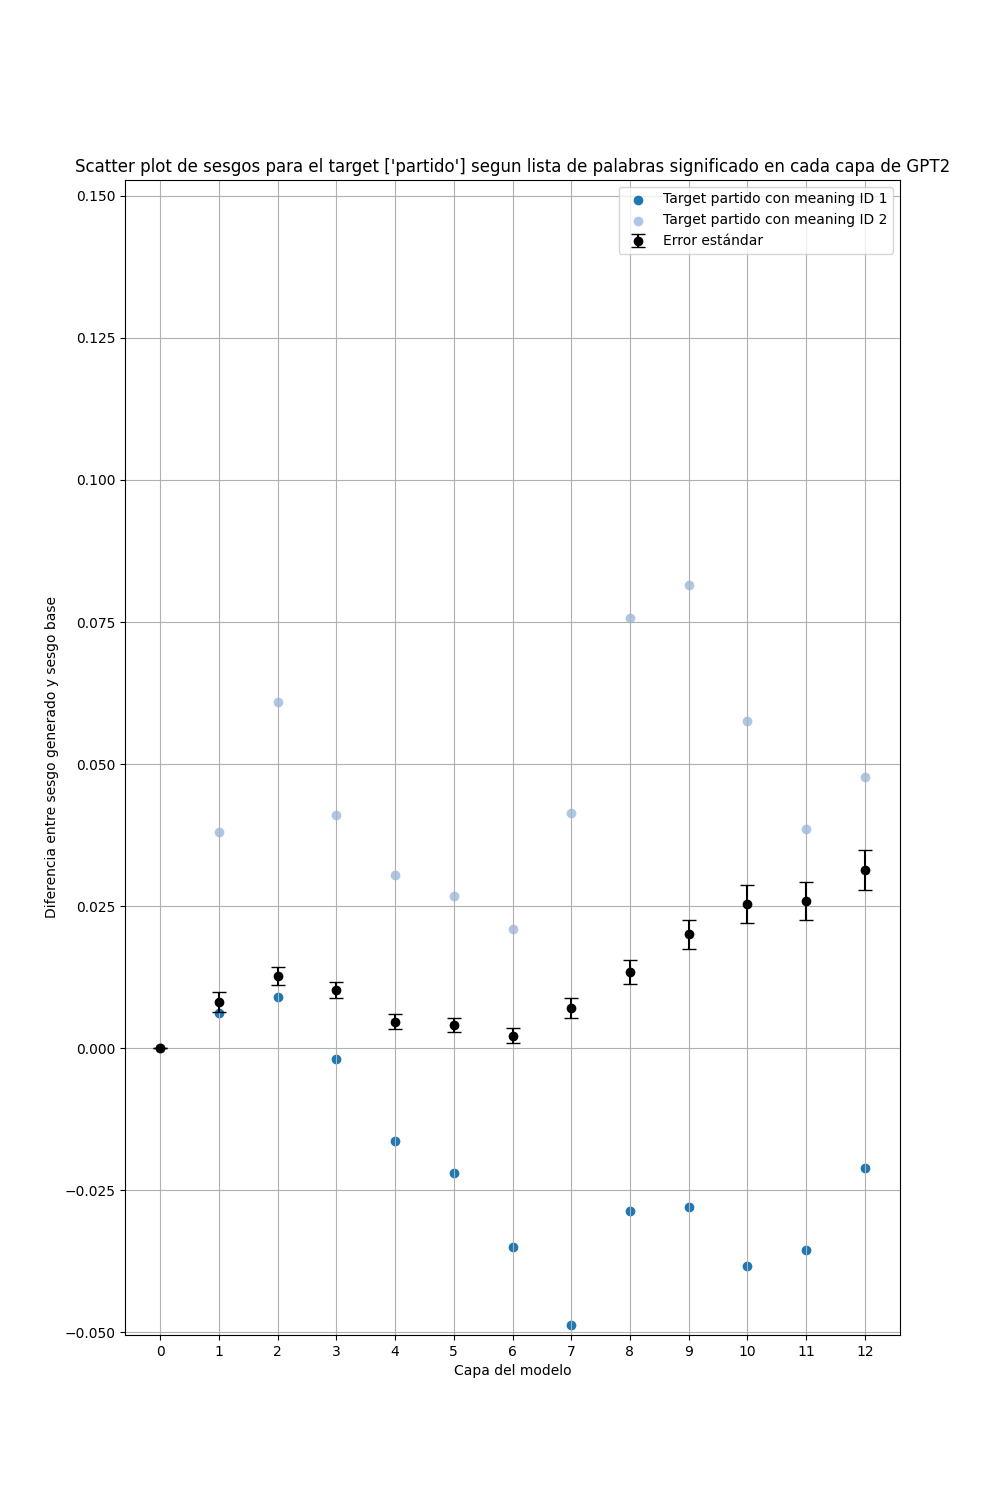 Scatter plot de sesgos para el target ['partido'] segun lista de palabras significado en cada capa de GPT2
Target partido con meaning ID 1
Target partido con meaning ID 2
Error estándar
0.150
0.125
0.100
0.075
0.050
0.025
0.000
−0.025
−0.050
Diferencia entre sesgo generado y sesgo base
0 1 2 3 4 5 6 7 8 9 10 11 12
Capa del modelo